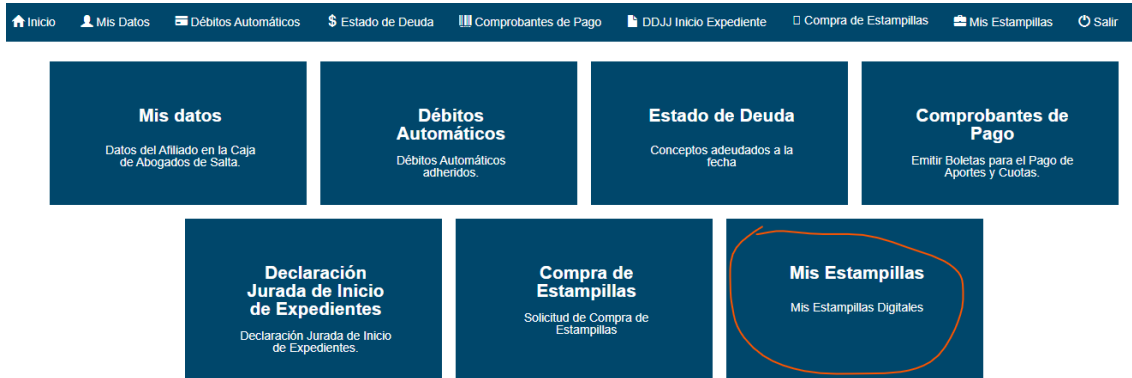 Inicio Mis Datos Débitos Automáticos $ Estado de Deuda Comprobantes de Pago DDJJ Inicio Expediente Compra de Estampillas Mis Estampillas Salir
Mis datos
Datos del Afiliado en la Caja
de Abogados de Salta.
Débitos
Automáticos
Débitos Automáticos
adheridos.
Estado de Deuda
Conceptos adeudados a la
fecha
Comprobantes de
Pago
Emitir Boletas para el Pago de
Aportes y Cuotas.
Declaración
Jurada de Inicio
de Expedientes
Declaración Jurada de Inicio
de Expedientes.
Compra de
Estampillas
Solicitud de Compra de
Estampillas
Mis Estampillas
Mis Estampillas Digitales